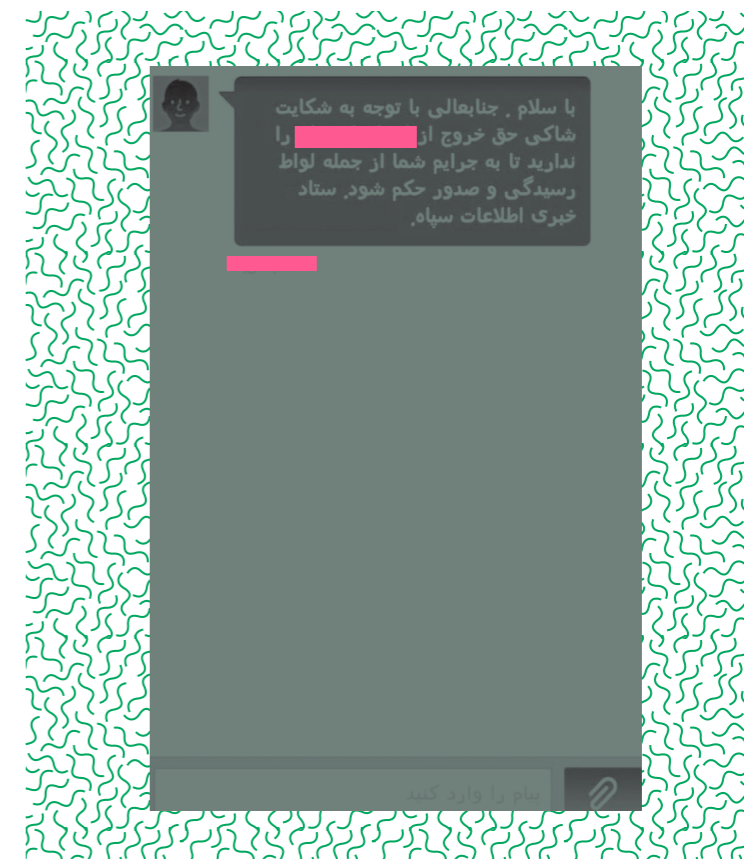 با سلام . جنابعالی با توجه به شکایت
شاکی حق خروج از را
ندارید تا به جرایم شما از جمله لواط
رسیدگی و صدور حکم شود. ستاد
خبری اطلاعات سپاه.
پیام را وارد کنید